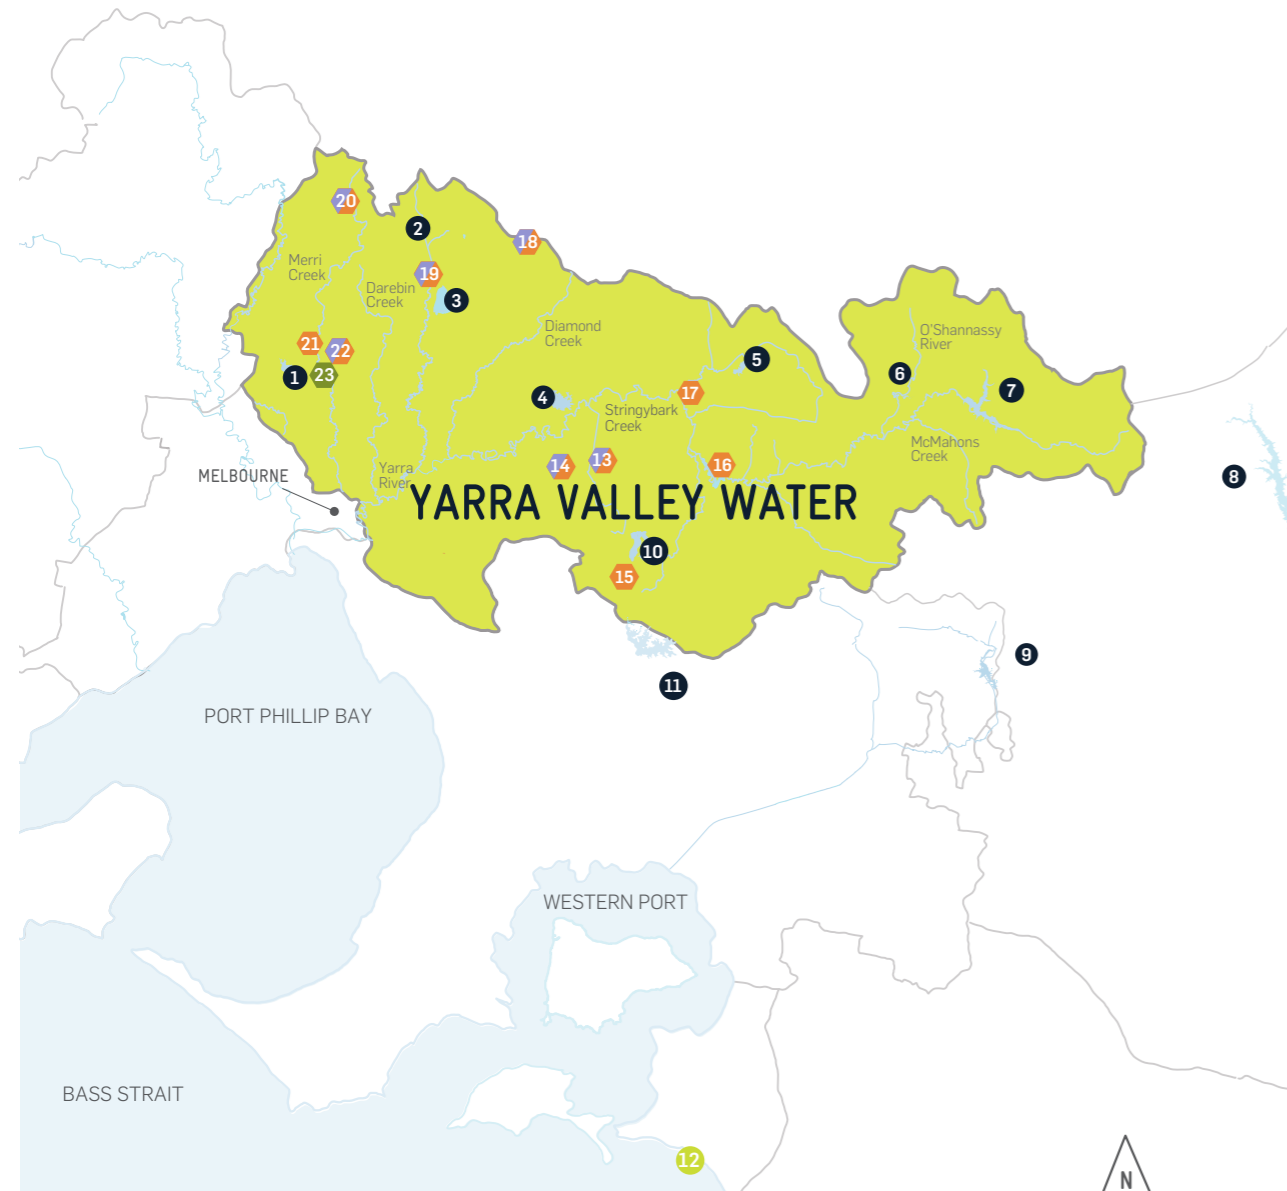 20
2
18
Merri
Creek
19
Darebin
Creek
3
Diamond
Creek
O'Shannassy
River
21
22
1
23
5
6
7
4
17
Stringybark
Creek
McMahons
Creek
MELBOURNE
Yarra
River
14
13
16
8
YARRA VALLEY WATER
10
15
9
11
PORT PHILLIP BAY
WESTERN PORT
BASS STRAIT
12
N